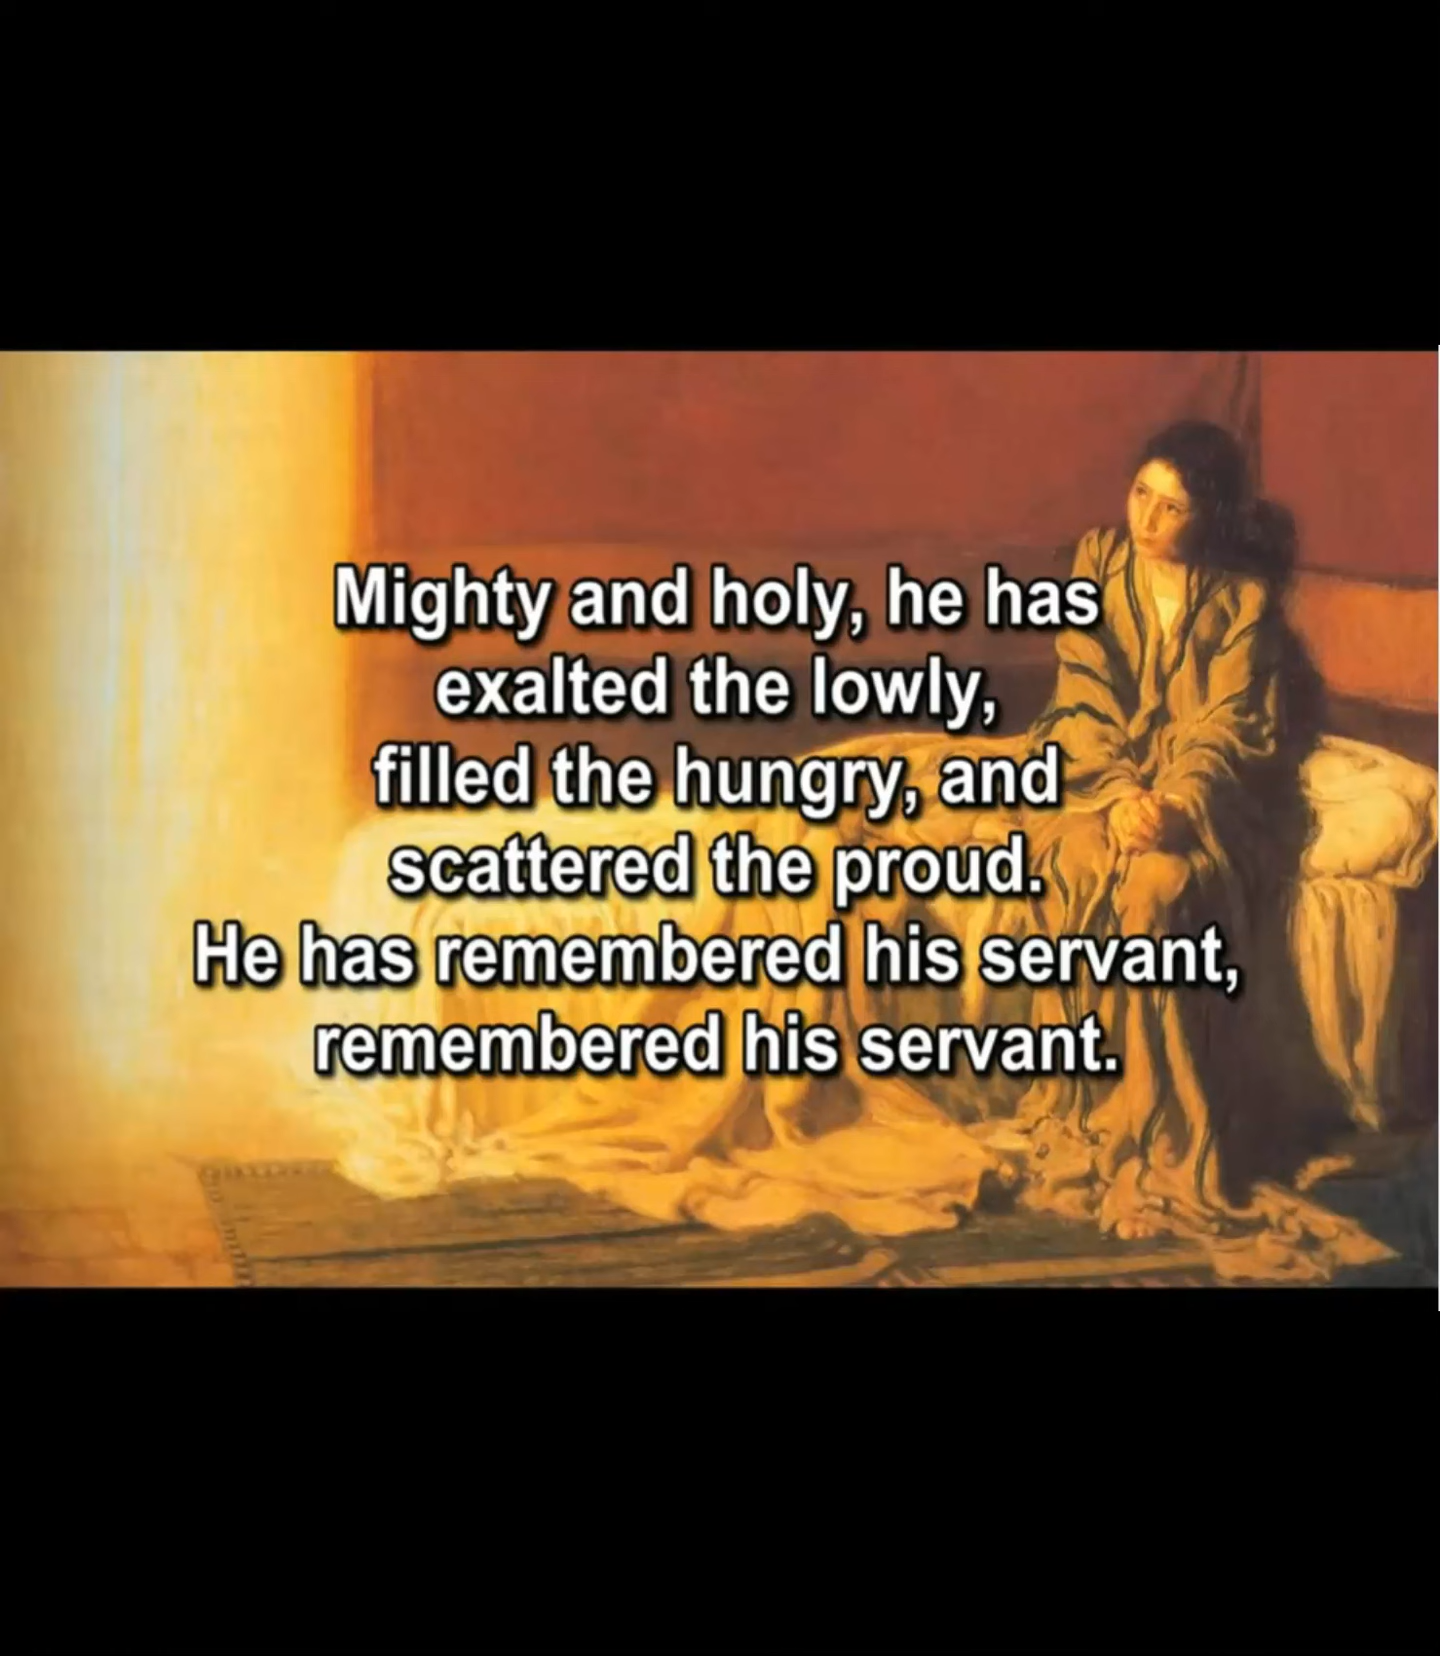 Mighty and holy, he has
exalted the lowly,
filled the hungry, and
scattered the proud.
He has remembered his servant,
remembered his servant.